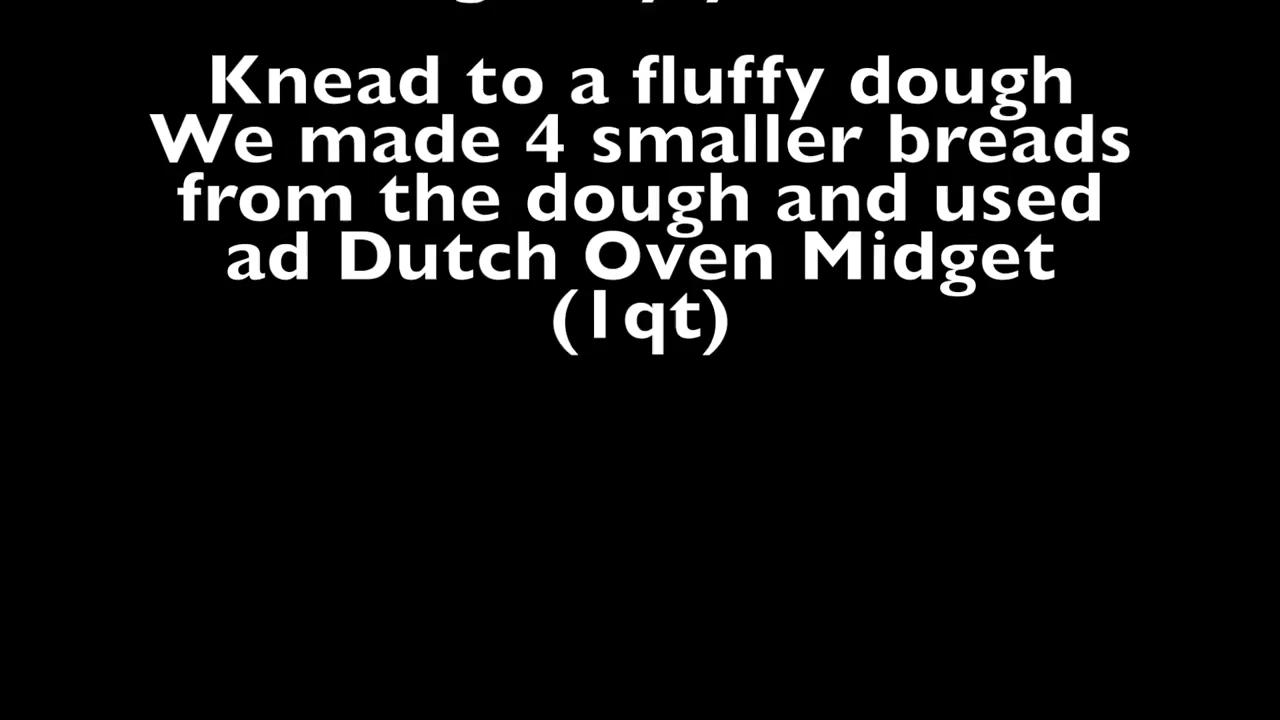 Knead to a fluffy dough
We made 4 smaller breads
from the dough and used
ad Dutch Oven Midget
(1qt)